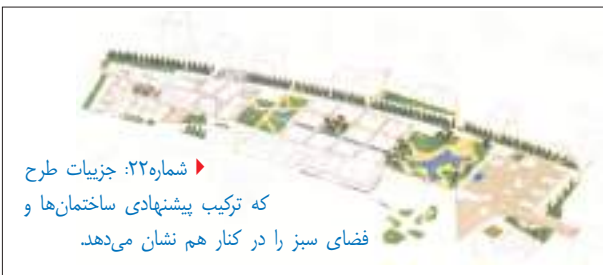 شماره۲۲: جزییات طرح
که ترکیب پیشنهادی ساختمان‌ها و
فضای سبز را در کنار هم نشان می‌دهد.